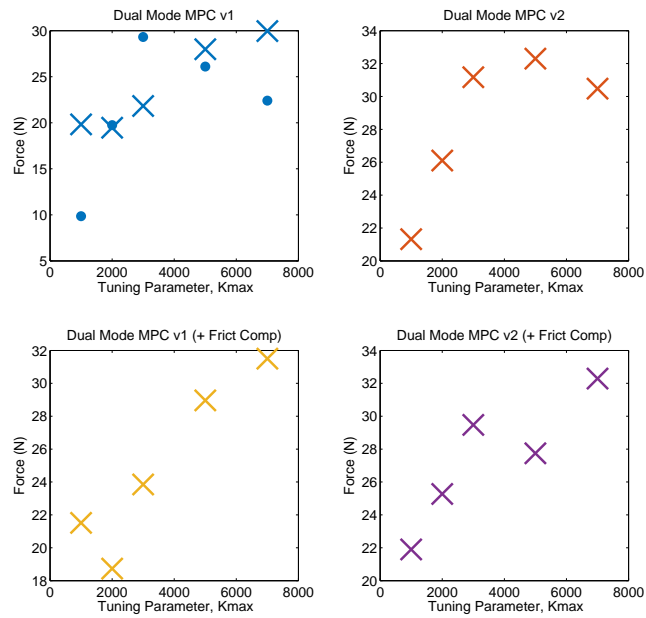 Dual Mode MPC v1
30
25
20
15
10
5
Force (N)
0 2000 4000 6000 8000
Tuning Parameter, Kmax
Dual Mode MPC v2
34
32
30
28
26
24
22
20
Force (N)
0 2000 4000 6000 8000
Tuning Parameter, Kmax
Dual Mode MPC v1 (+ Frict Comp)
32
30
28
26
24
22
20
18
Force (N)
0 2000 4000 6000 8000
Tuning Parameter, Kmax
Dual Mode MPC v2 (+ Frict Comp)
34
32
30
28
26
24
22
20
Force (N)
0 2000 4000 6000 8000
Tuning Parameter, Kmax